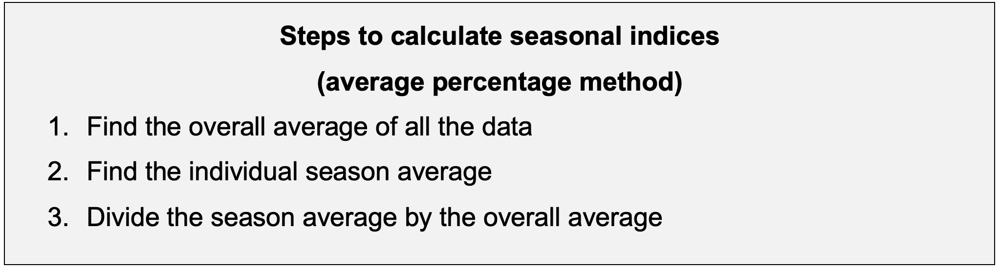 Steps to calculate seasonal indices
(average percentage method)
1. Find the overall average of all the data
2. Find the individual season average
3. Divide the season average by the overall average